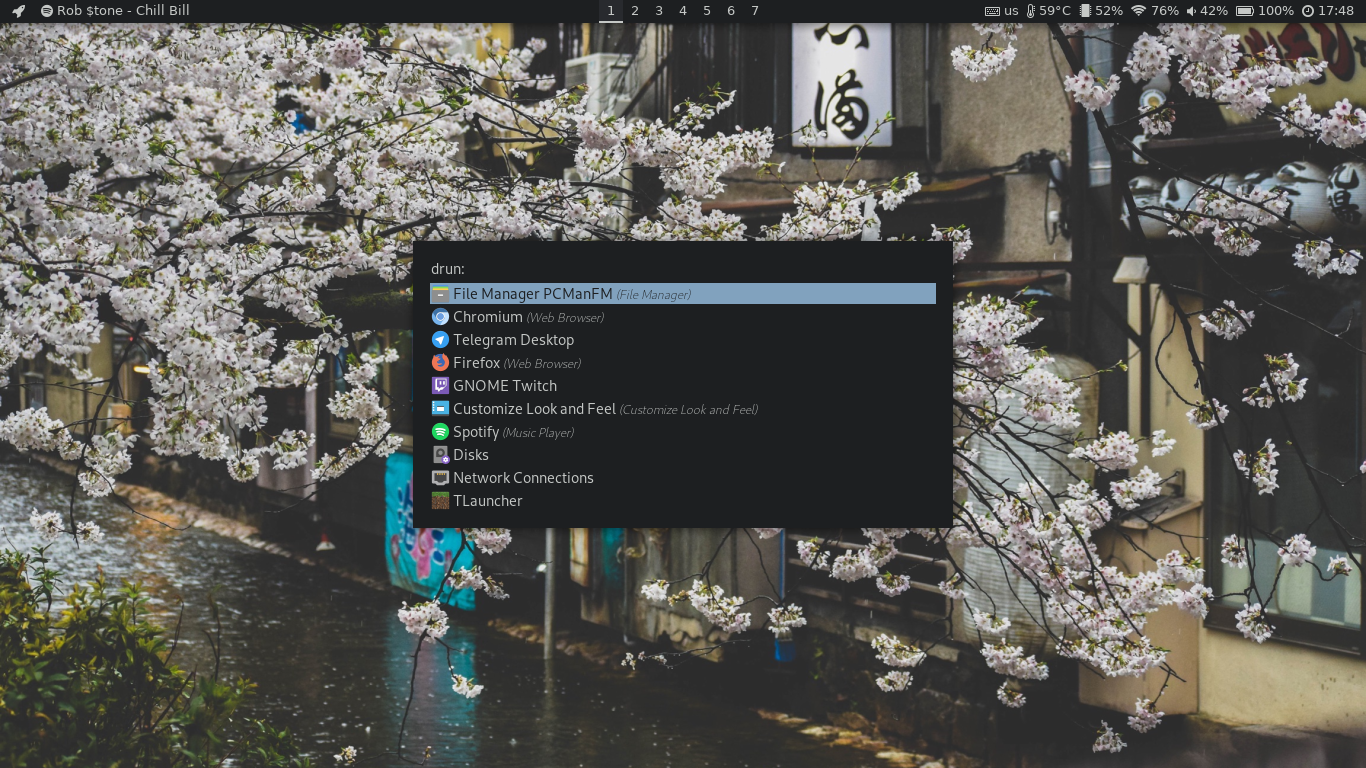 Rob $tone - Chill Bill
1 2 3 4 5 6 7
us 59°C 52% 76% 42% 100% 17:48
drun:
File Manager PCManFM (File Manager)
Chromium (Web Browser)
Telegram Desktop
Firefox (Web Browser)
GNOME Twitch
Customize Look and Feel (Customize Look and Feel)
Spotify (Music Player)
Disks
Network Connections
TLauncher